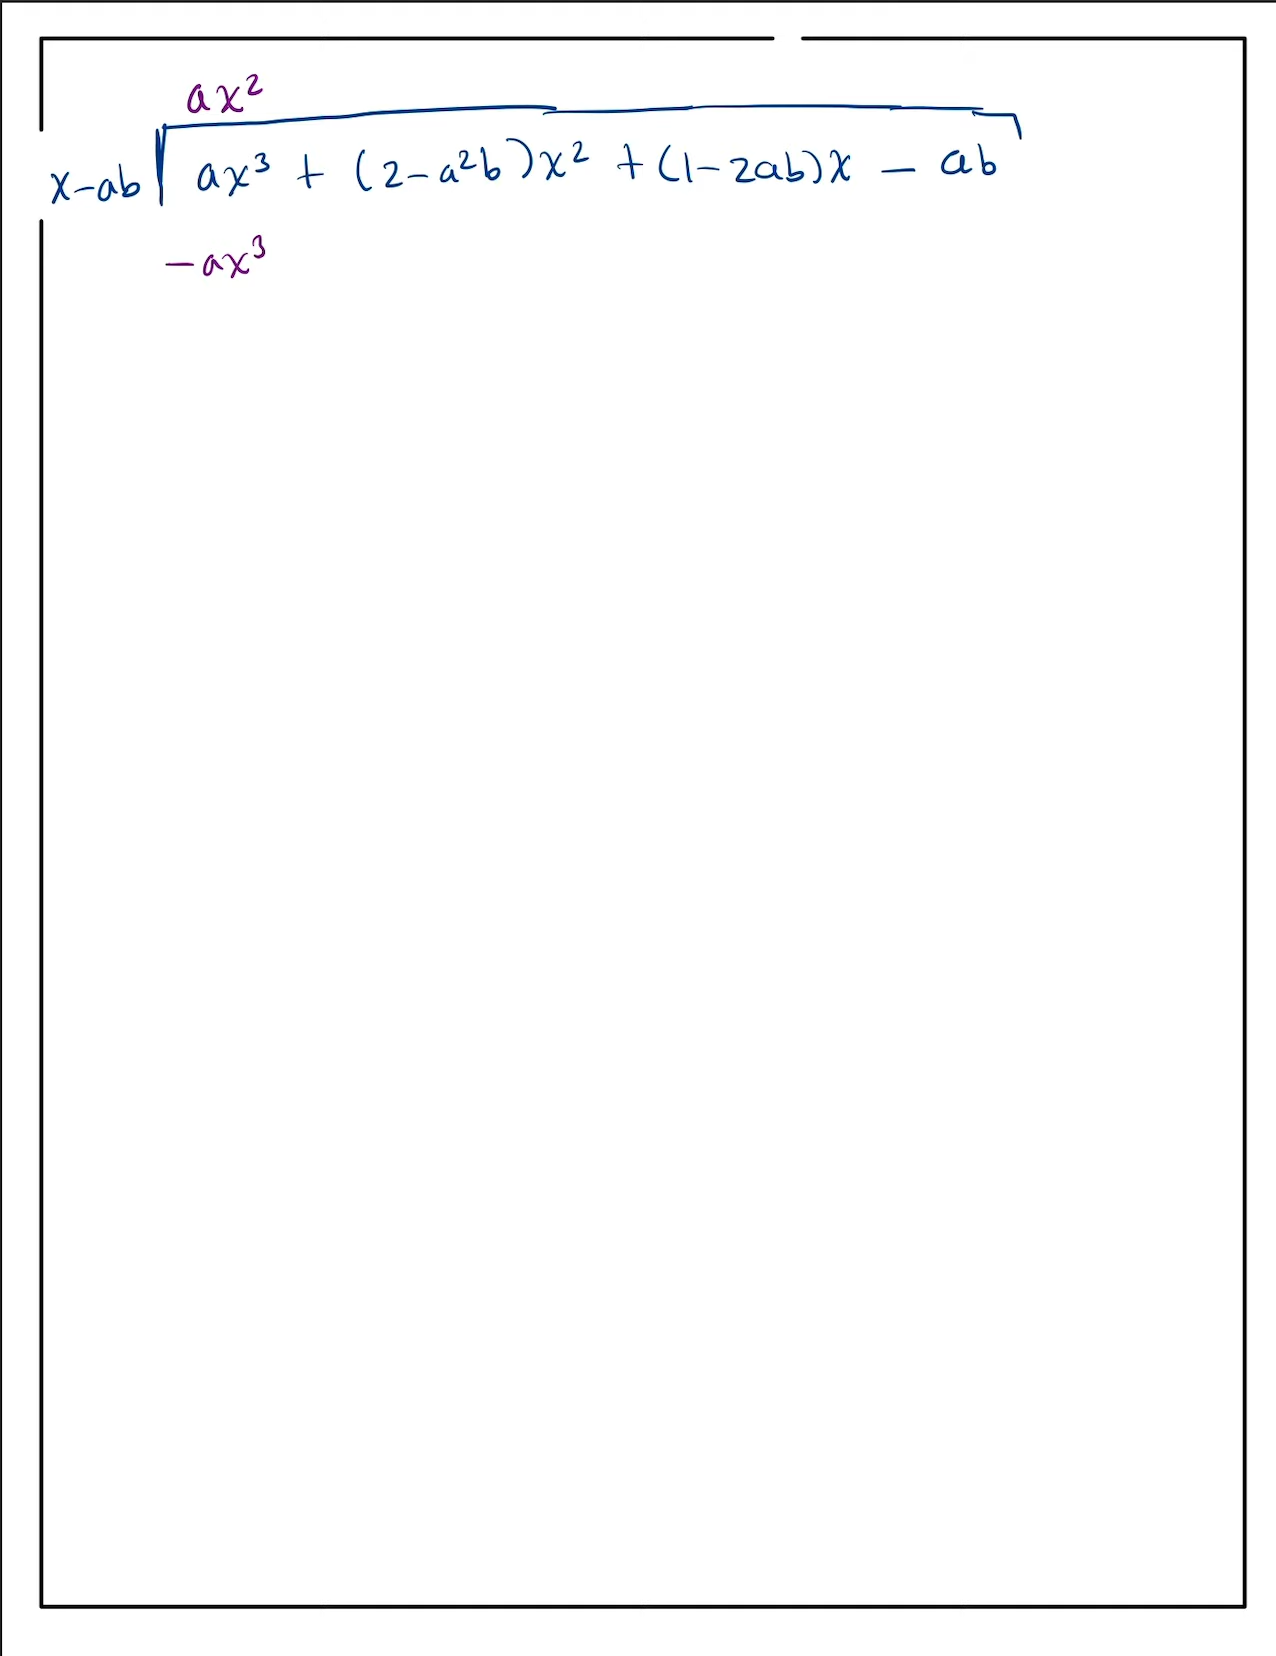 ax²
x-ab ax³ + (2-a²b)x² + (1-2ab)x - ab
-ax³